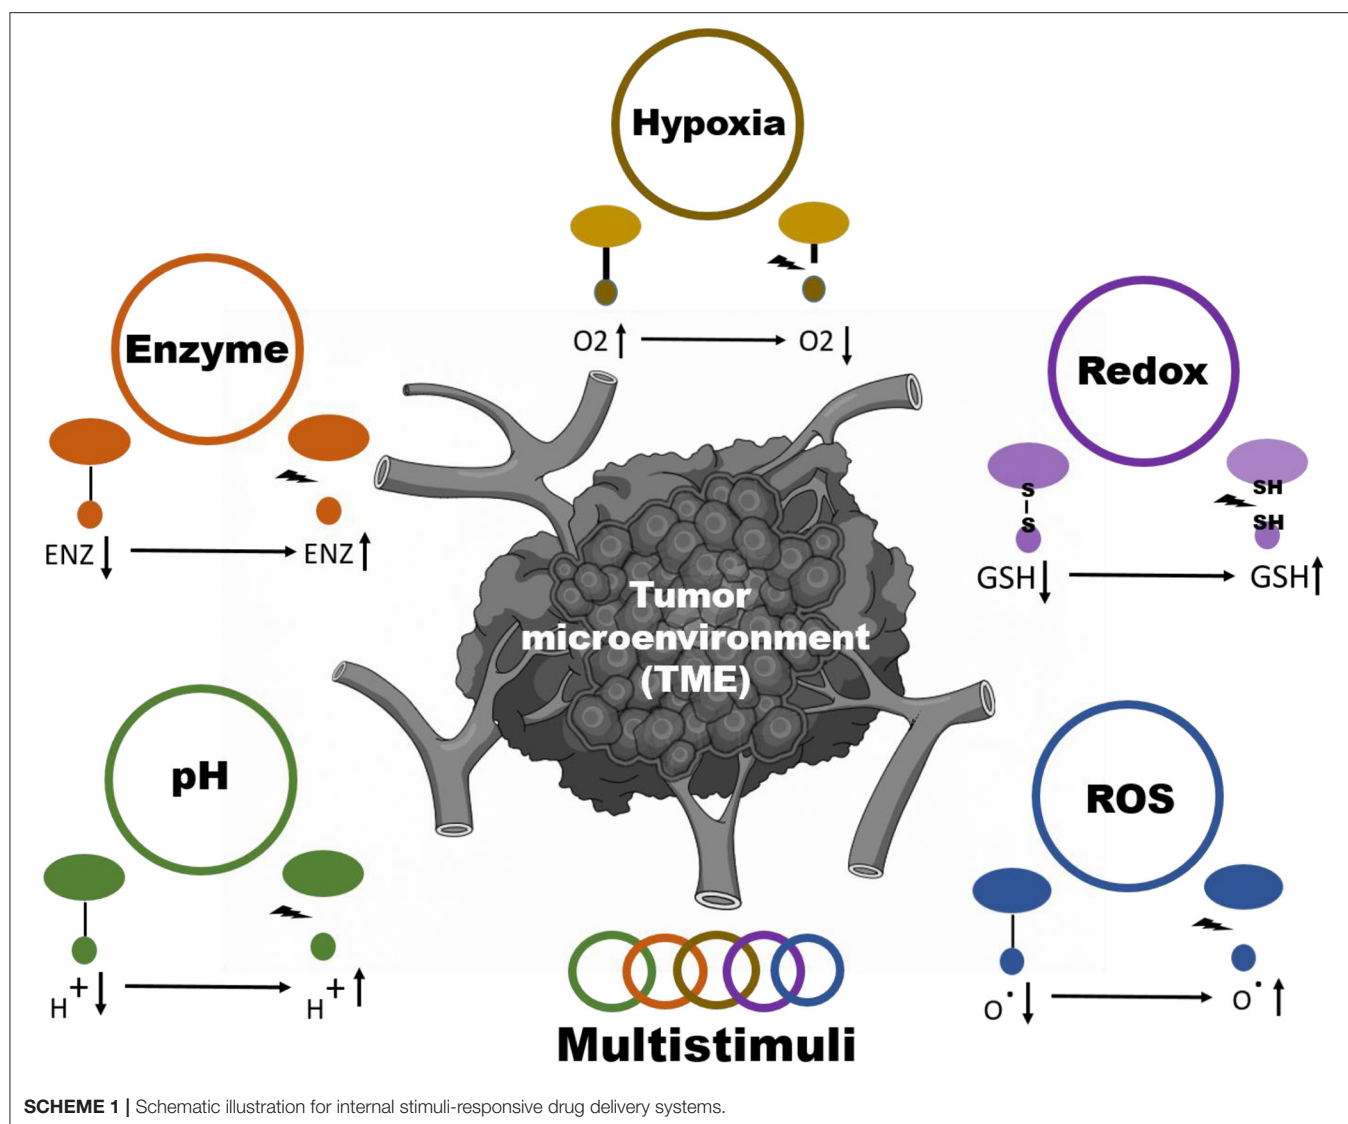 Hypoxia
O2 ↑ → O2 ↓
Enzyme
ENZ ↓ → ENZ ↑
Redox
S
S
SH
SH
GSH ↓ → GSH ↑
Tumor
microenvironment
(TME)
pH
H+ ↓ → H+ ↑
ROS
O• ↓ → O• ↑
Multistimuli
SCHEME 1 | Schematic illustration for internal stimuli-responsive drug delivery systems.